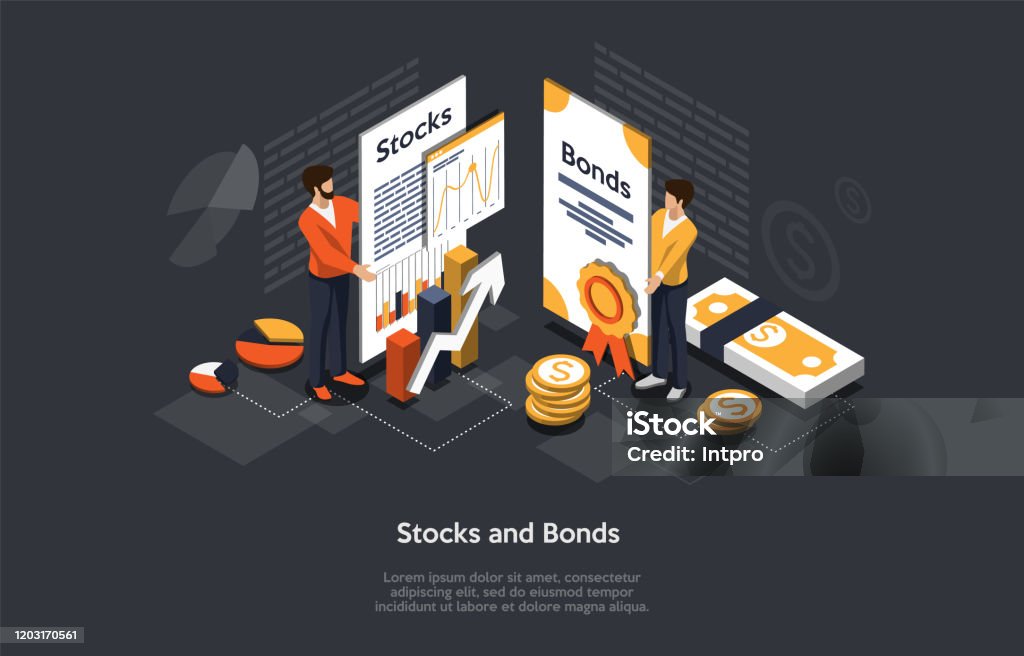 Stocks
Bonds
iStock™
Credit: Intpro
Stocks and Bonds
Lorem ipsum dolor sit amet, consectetur
adipiscing elit, sed do eiusmod tempor
incididunt ut labore et dolore magna aliqua.
1203170561